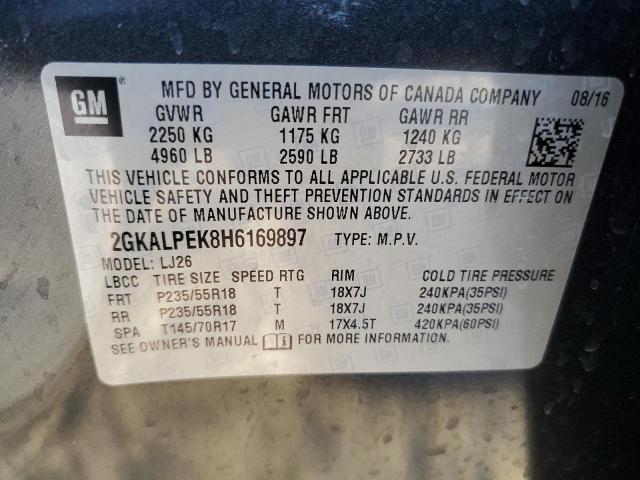 GM ® MFD BY GENERAL MOTORS OF CANADA COMPANY 08/16
GVWR GAWR FRT GAWR RR
2250 KG 1175 KG 1240 KG
4960 LB 2590 LB 2733 LB
THIS VEHICLE CONFORMS TO ALL APPLICABLE U.S. FEDERAL MOTOR
VEHICLE SAFETY AND THEFT PREVENTION STANDARDS IN EFFECT ON
THE DATE OF MANUFACTURE SHOWN ABOVE.
2GKALPEK8H6169897 TYPE: M.P.V.
MODEL: LJ26
LBCC TIRE SIZE SPEED RTG RIM COLD TIRE PRESSURE
FRT P235/55R18 T 18X7J 240KPA(35PSI)
RR P235/55R18 T 18X7J 240KPA(35PSI)
SPA T145/70R17 M 17X4.5T 420KPA(60PSI)
SEE OWNER'S MANUAL FOR MORE INFORMATION.